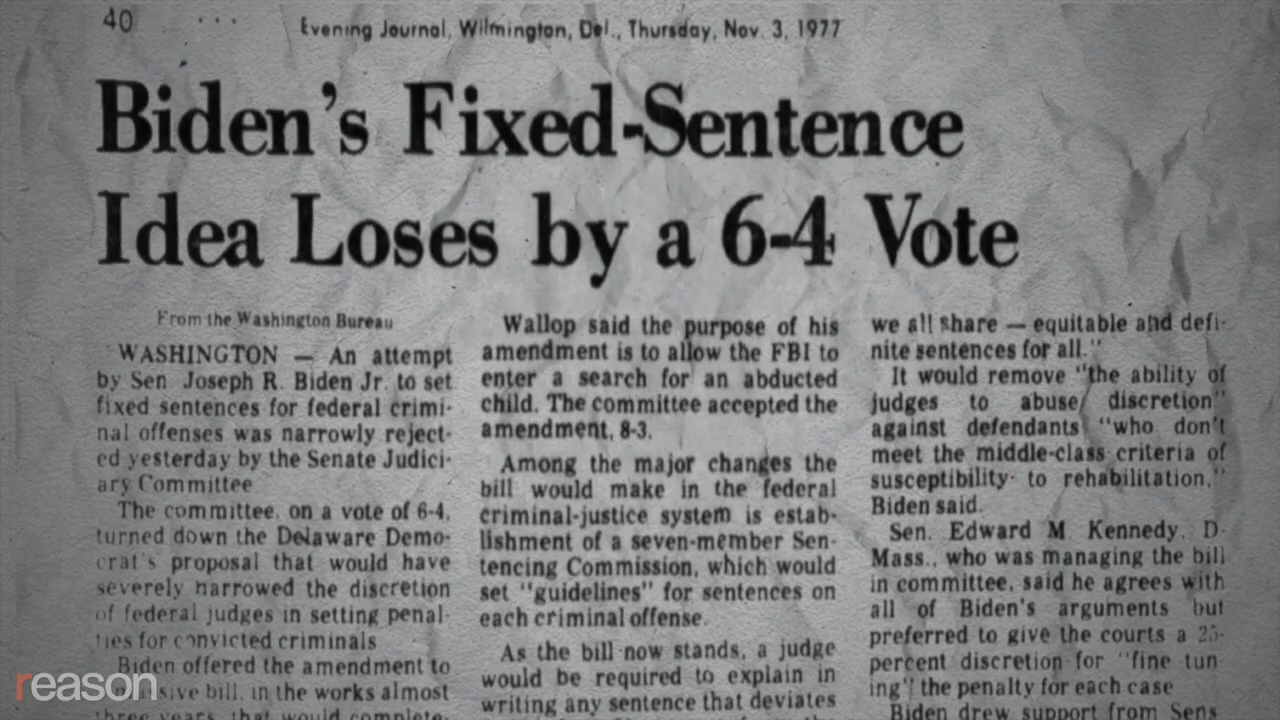 40 ...
Evening Journal, Wilmington, Del., Thursday, Nov. 3, 1977
Biden's Fixed-Sentence
Idea Loses by a 6-4 Vote
From the Washington Bureau
WASHINGTON — An attempt
by Sen Joseph R. Biden Jr. to set
fixed sentences for federal crimi-
nal offenses was narrowly reject-
ed yesterday by the Senate Judici-
ary Committee
The committee, on a vote of 6-4,
turned down the Delaware Demo-
crat's proposal that would have
severely narrowed the discretion
of federal judges in setting penal-
ties for convicted criminals
Biden offered the amendment to
bill, in the works almost
three years, that would complete-
Wallop said the purpose of his
amendment is to allow the FBI to
enter a search for an abducted
child. The committee accepted the
amendment, 8-3.
Among the major changes the
bill would make in the federal
criminal-justice system is estab-
lishment of a seven-member Sen-
tencing Commission, which would
set "guidelines" for sentences on
each criminal offense.
As the bill now stands, a judge
would be required to explain in
writing any sentence that deviates
we all share — equitable and defi-
nite sentences for all."
It would remove "the ability of
judges to abuse discretion"
against defendants "who don't
meet the middle-class criteria of
susceptibility to rehabilitation,"
Biden said.
Sen. Edward M Kennedy, D-
Mass., who was managing the bill
in committee, said he agrees with
all of Biden's arguments but
preferred to give the courts a 25-
percent discretion for "fine tun
ing" the penalty for each case
Biden drew support from Sens.
reason